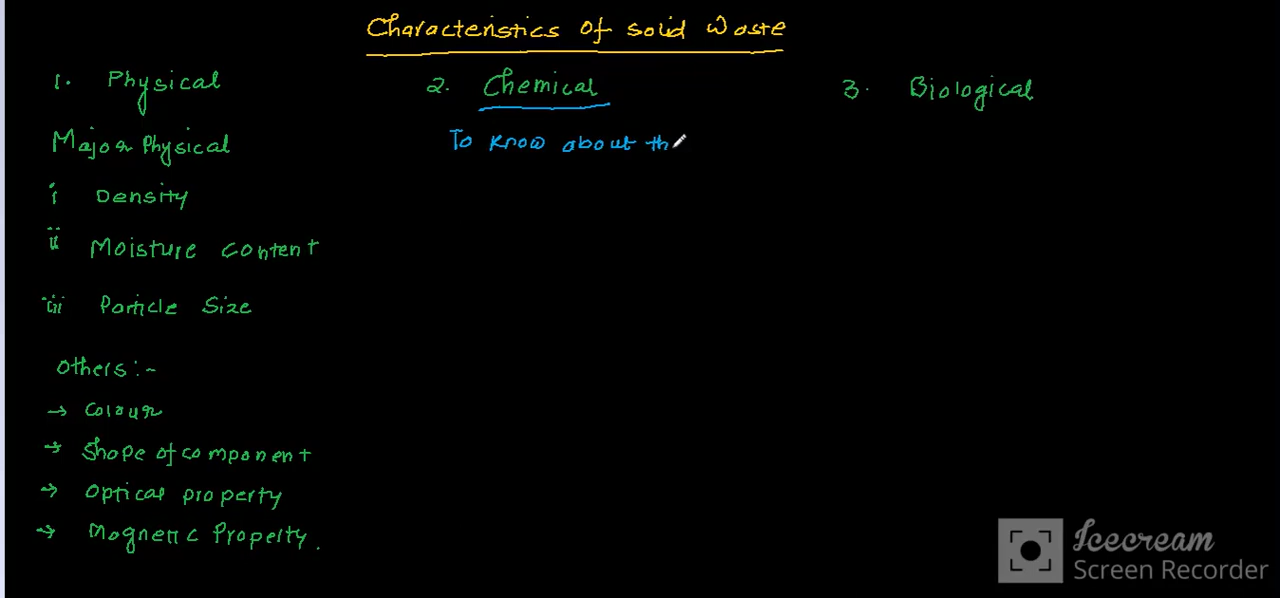 Characteristics of Solid Waste
1. Physical
2. Chemical
3. Biological
Major Physical
To know about th
i Density
ii Moisture content
iii Particle Size
Others :-
→ Colour
→ Shape of component
→ Optical property
→ Magnetic Property.
Icecream
Screen Recorder